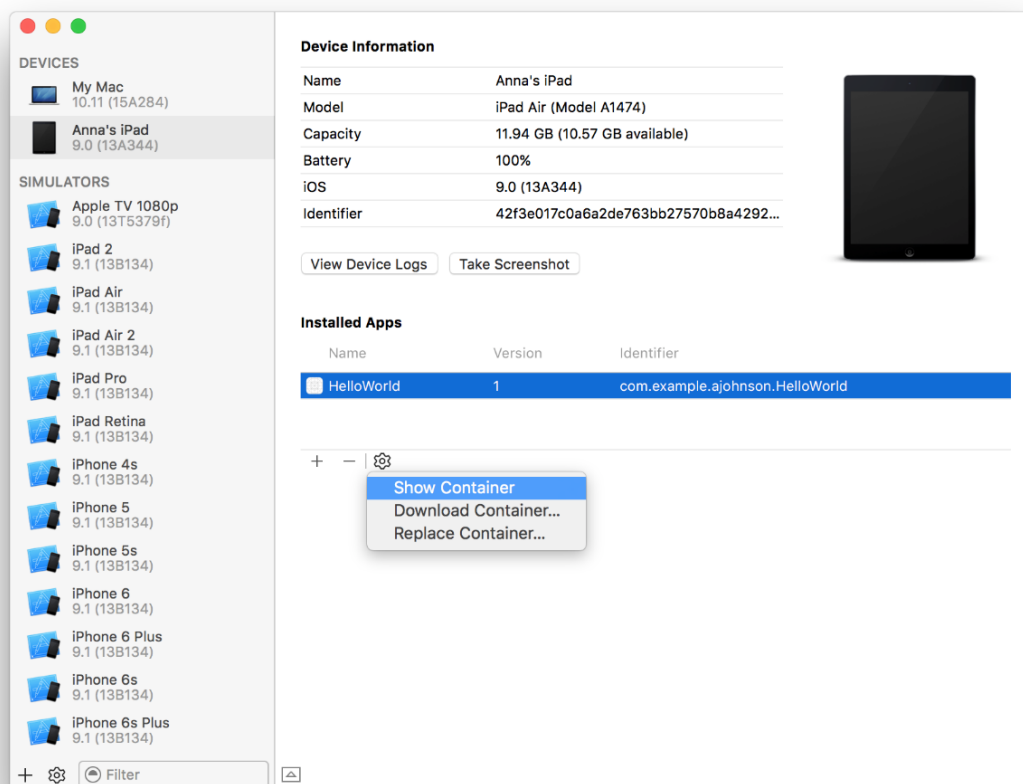 DEVICES
My Mac
10.11 (15A284)
Anna's iPad
9.0 (13A344)
SIMULATORS
Apple TV 1080p
9.0 (13T5379f)
iPad 2
9.1 (13B134)
iPad Air
9.1 (13B134)
iPad Air 2
9.1 (13B134)
iPad Pro
9.1 (13B134)
iPad Retina
9.1 (13B134)
iPhone 4s
9.1 (13B134)
iPhone 5
9.1 (13B134)
iPhone 5s
9.1 (13B134)
iPhone 6
9.1 (13B134)
iPhone 6 Plus
9.1 (13B134)
iPhone 6s
9.1 (13B134)
iPhone 6s Plus
9.1 (13B134)
Filter
Device Information
Name Anna's iPad
Model iPad Air (Model A1474)
Capacity 11.94 GB (10.57 GB available)
Battery 100%
iOS 9.0 (13A344)
Identifier 42f3e017c0a6a2de763bb27570b8a4292...
View Device Logs Take Screenshot
Installed Apps
Name Version Identifier
HelloWorld 1 com.example.ajohnson.HelloWorld
Show Container
Download Container...
Replace Container...